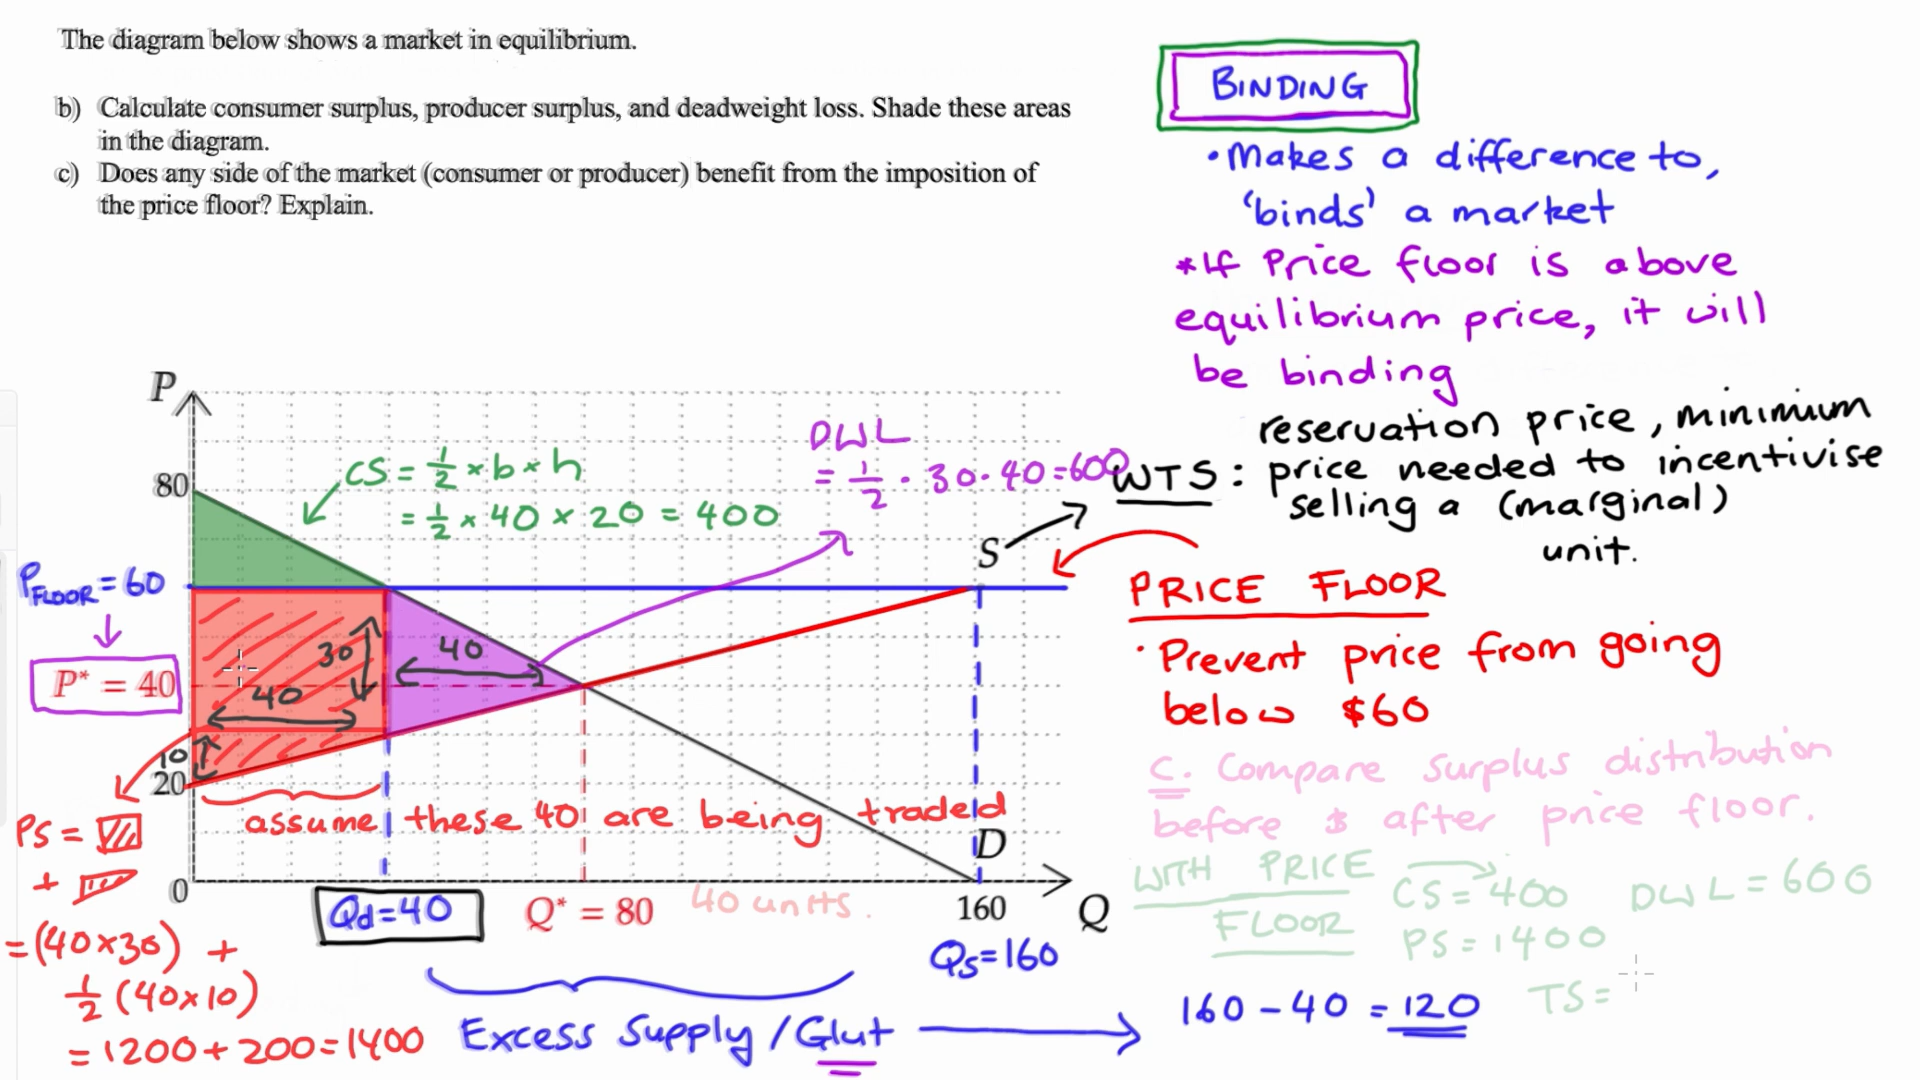 The diagram below shows a market in equilibrium.
b) Calculate consumer surplus, producer surplus, and deadweight loss. Shade these areas
in the diagram.
c) Does any side of the market (consumer or producer) benefit from the imposition of
the price floor? Explain.
BINDING
• Makes a difference to,
'binds' a market
*If Price floor is above
equilibrium price, it will
be binding
reservation price, minimum
WTS: price needed to incentivise
selling a (marginal)
unit.
PRICE FLOOR
• Prevent price from going
below $60
C. Compare surplus distribution
before & after price floor.
WITH PRICE
FLOOR
CS = 400
DWL = 600
PS = 1400
TS =
P
80
CS = 1/2 × b × h
= 1/2 × 40 × 20 = 400
DWL
= 1/2 · 30 · 40 = 600
S
P FLOOR = 60
P* = 40
30
40
40
10
20
assume these 40 are being traded
D
0
Qd = 40
Q* = 80
40 units.
160
Q
Qs = 160
PS =
+
= (40×30) +
1/2 (40×10)
= 1200 + 200 = 1400
Excess Supply / Glut
160 - 40 = 120